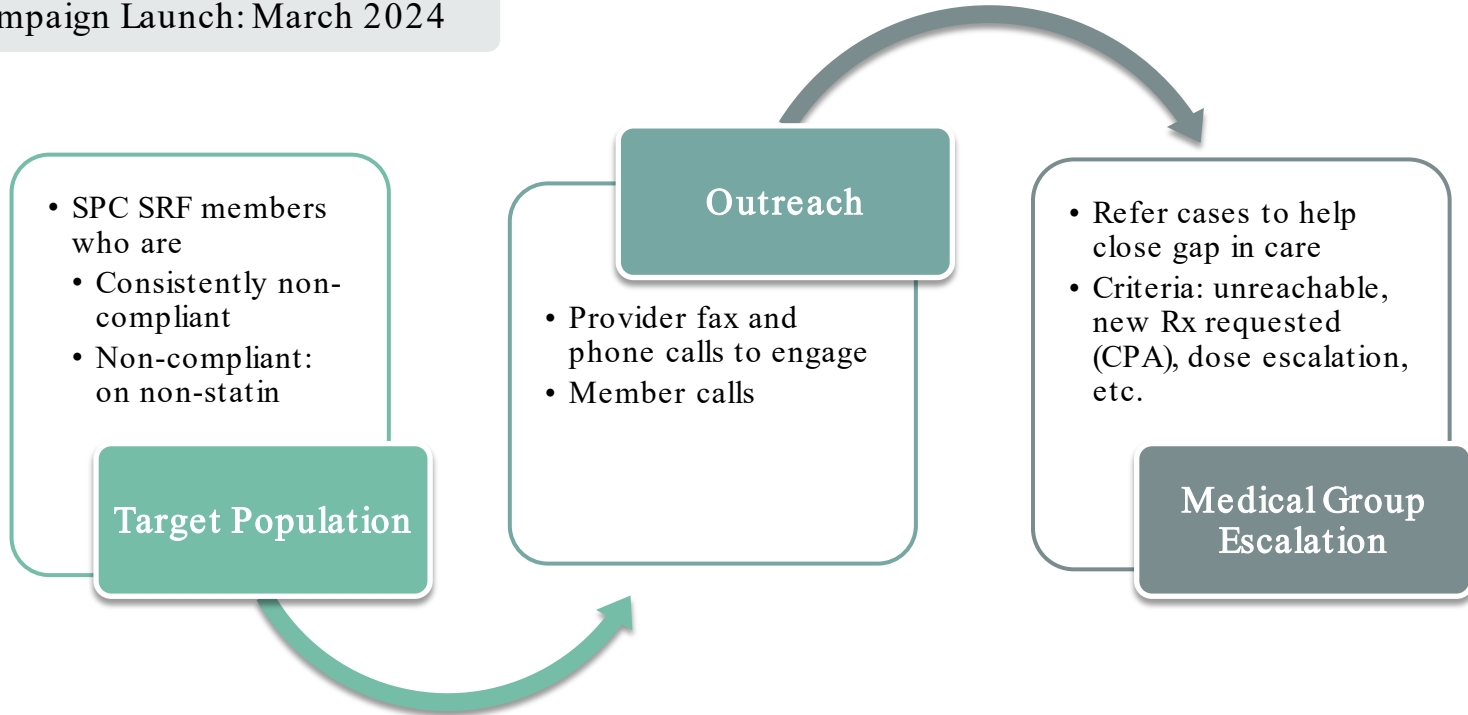 mpaign Launch: March 2024
• SPC SRF members
who are
• Consistently non-
compliant
• Non-compliant:
on non-statin
Target Population
Outreach
• Provider fax and
phone calls to engage
• Member calls
• Refer cases to help
close gap in care
• Criteria: unreachable,
new Rx requested
(CPA), dose escalation,
etc.
Medical Group
Escalation